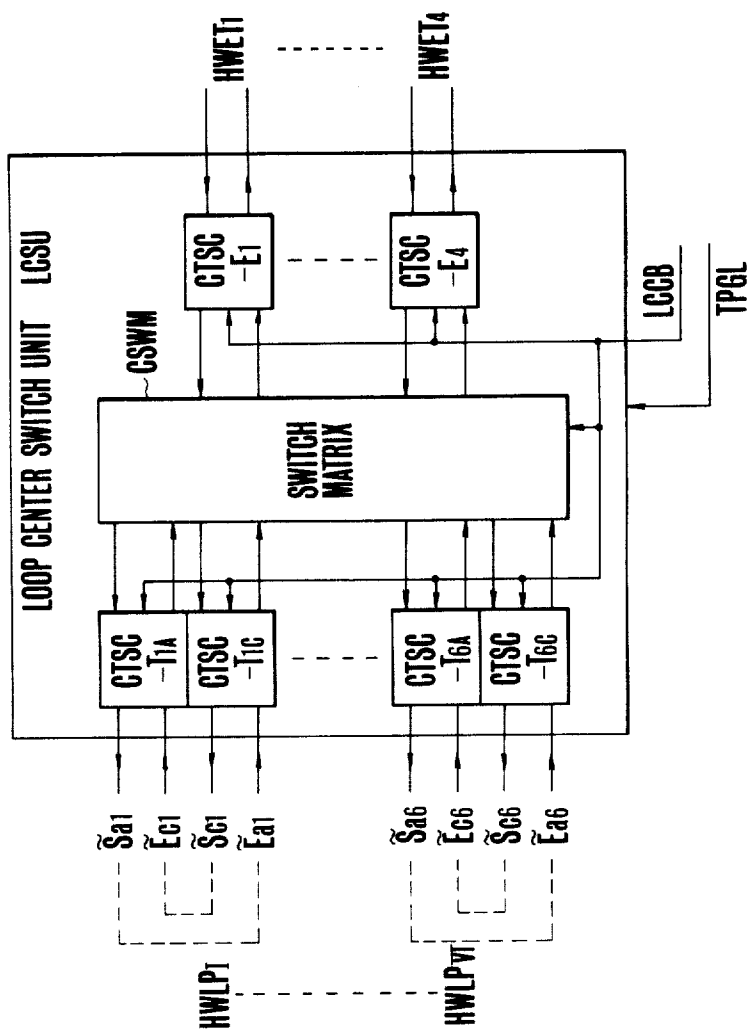 LOOP CENTER SWITCH UNIT LCSU
CSWM
SWITCH
MATRIX
CTSC
-T1A
CTSC
-T1C
CTSC
-T6A
CTSC
-T6C
CTSC
-E1
CTSC
-E4
S̃a1
Ẽc1
S̃c1
Ẽa1
S̃a6
Ẽc6
S̃c6
Ẽa6
HWLPI
HWLPVI
HWET1
HWET4
LCCB
TPGL